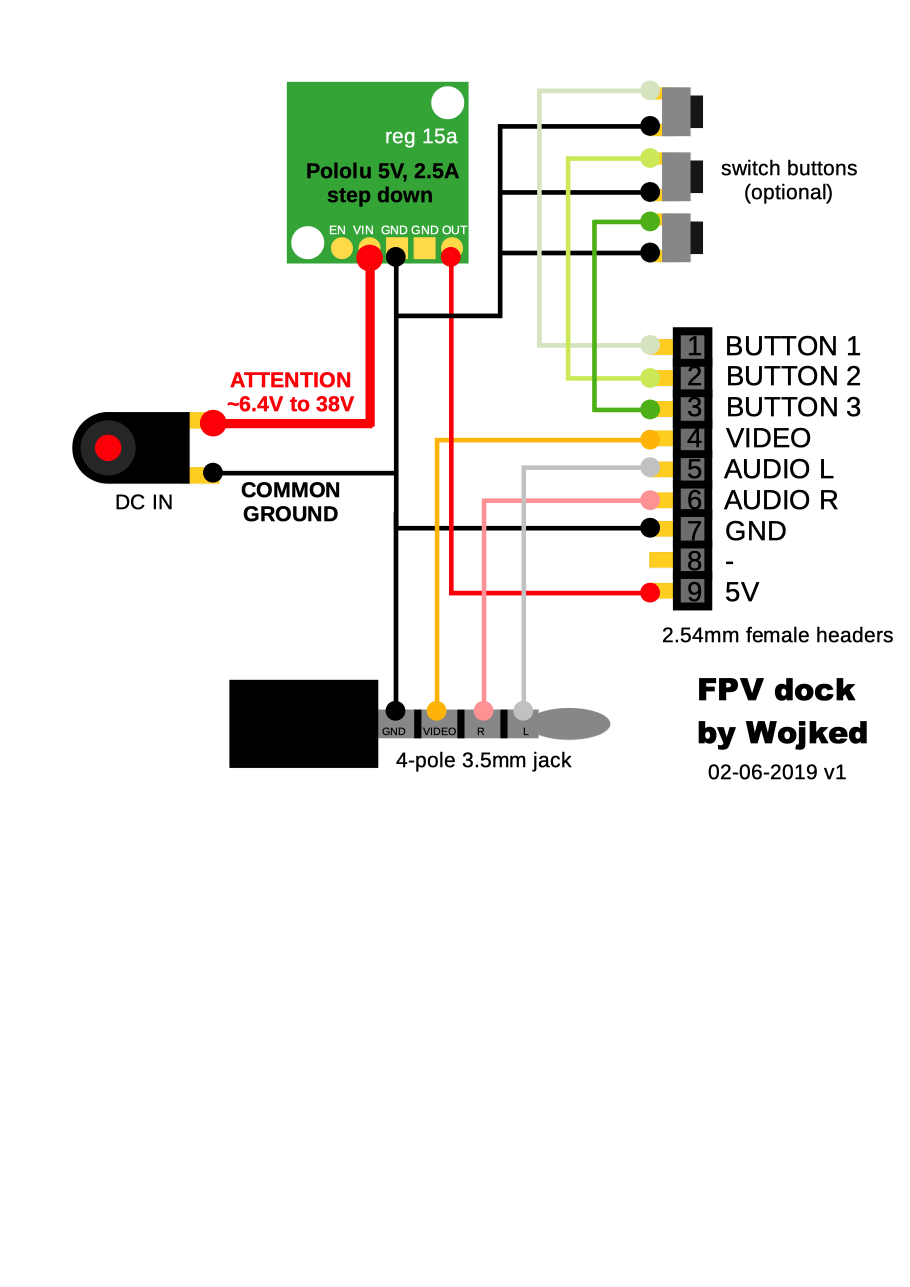 reg 15a
Pololu 5V, 2.5A
step down
EN VIN GND GND OUT
switch buttons
(optional)
ATTENTION
~6.4V to 38V
DC IN
COMMON
GROUND
1 BUTTON 1
2 BUTTON 2
3 BUTTON 3
4 VIDEO
5 AUDIO L
6 AUDIO R
7 GND
8 -
9 5V
2.54mm female headers
FPV dock
by Wojked
02-06-2019 v1
GND VIDEO R L
4-pole 3.5mm jack